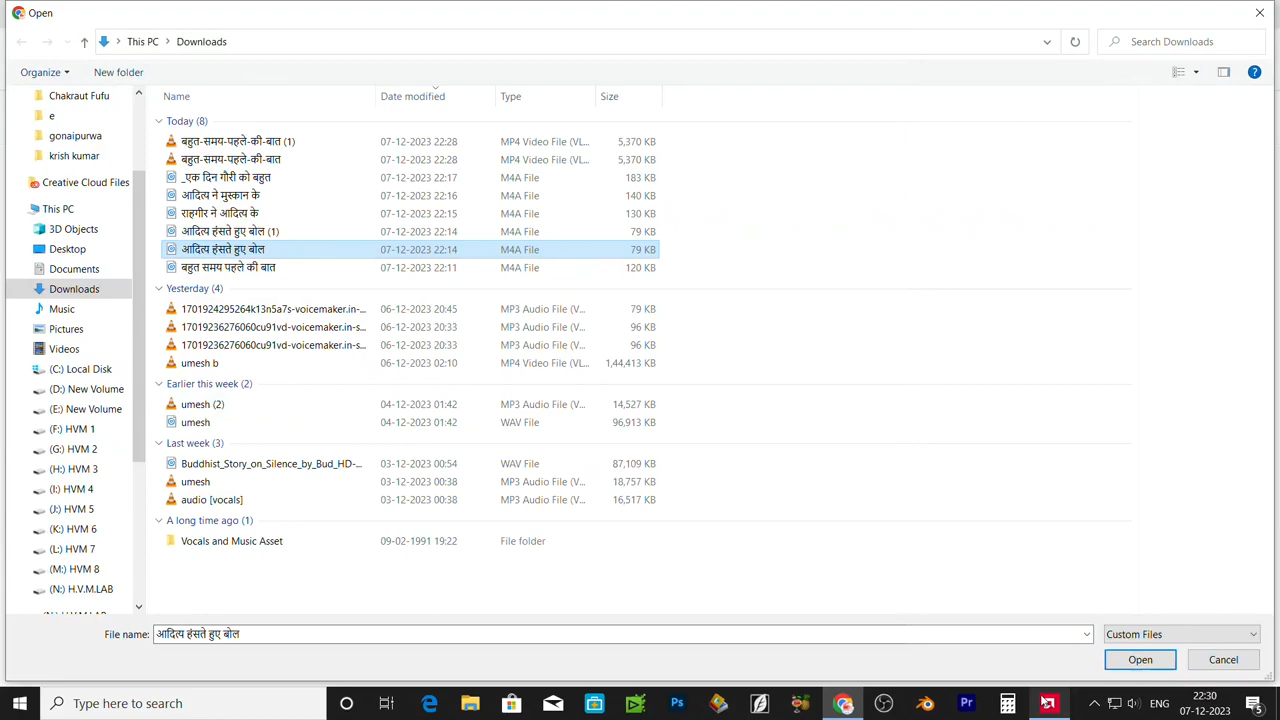 Open
This PC > Downloads
Search Downloads
Organize
New folder
Name Date modified Type Size
Chakraut Fufu
e
gonaipurwa
krish kumar
Creative Cloud Files
This PC
3D Objects
Desktop
Documents
Downloads
Music
Pictures
Videos
(C:) Local Disk
(D:) New Volume
(E:) New Volume
(F:) HVM 1
(G:) HVM 2
(H:) HVM 3
(I:) HVM 4
(J:) HVM 5
(K:) HVM 6
(L:) HVM 7
(M:) HVM 8
(N:) H.V.M.LAB
Today (8)
बहुत-समय-पहले-की-बात (1) 07-12-2023 22:28 MP4 Video File (VL... 5,370 KB
बहुत-समय-पहले-की-बात 07-12-2023 22:28 MP4 Video File (VL... 5,370 KB
_एक दिन गौरी को बहुत 07-12-2023 22:17 M4A File 183 KB
आदित्य ने मुस्कान के 07-12-2023 22:16 M4A File 140 KB
राहगीर ने आदित्य के 07-12-2023 22:15 M4A File 130 KB
आदित्य हंसते हुए बोल (1) 07-12-2023 22:14 M4A File 79 KB
आदित्य हंसते हुए बोल 07-12-2023 22:14 M4A File 79 KB
बहुत समय पहले की बात 07-12-2023 22:11 M4A File 120 KB
Yesterday (4)
1701924295264k13n5a7s-voicemaker.in-... 06-12-2023 20:45 MP3 Audio File (V... 79 KB
17019236276060cu91vd-voicemaker.in-s... 06-12-2023 20:33 MP3 Audio File (V... 96 KB
17019236276060cu91vd-voicemaker.in-s... 06-12-2023 20:33 MP3 Audio File (V... 96 KB
umesh b 06-12-2023 02:10 MP4 Video File (VL... 1,44,413 KB
Earlier this week (2)
umesh (2) 04-12-2023 01:42 MP3 Audio File (V... 14,527 KB
umesh 04-12-2023 01:42 WAV File 96,913 KB
Last week (3)
Buddhist_Story_on_Silence_by_Bud_HD-... 03-12-2023 00:54 WAV File 87,109 KB
umesh 03-12-2023 00:38 MP3 Audio File (V... 18,757 KB
audio [vocals] 03-12-2023 00:38 MP3 Audio File (V... 16,517 KB
A long time ago (1)
Vocals and Music Asset 09-02-1991 19:22 File folder
File name: आदित्य हंसते हुए बोल
Custom Files
Open Cancel
Type here to search
Ps
Pr
ENG
22:30
07-12-2023
5